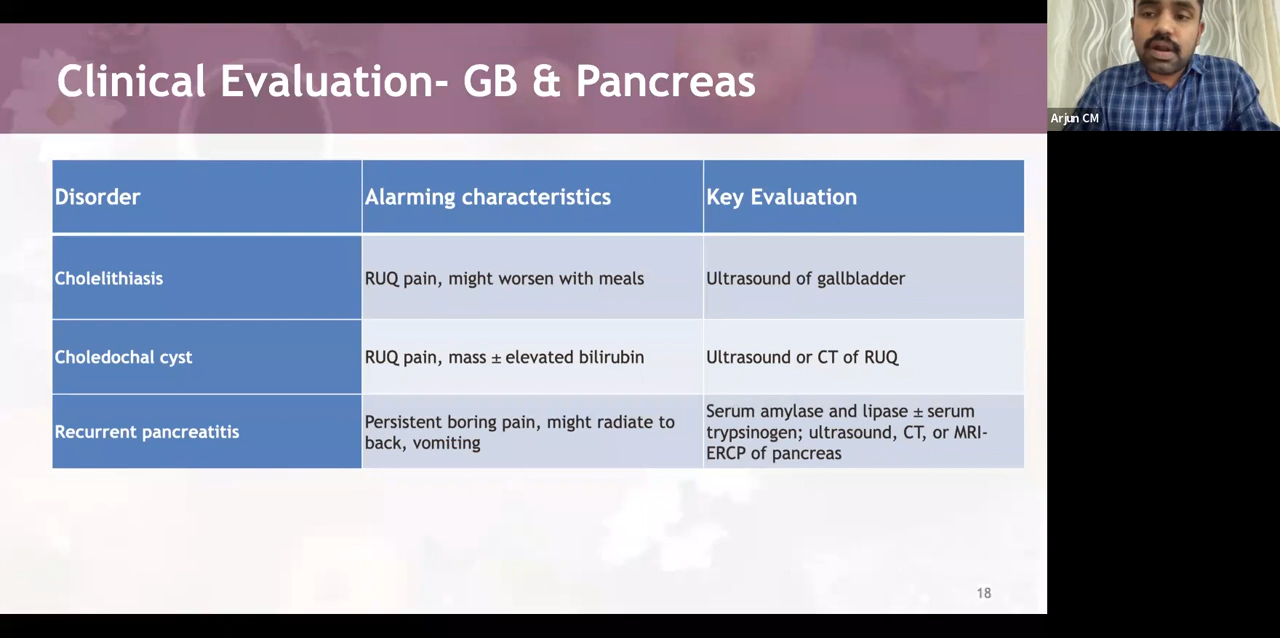 Clinical Evaluation- GB & Pancreas
Arjun CM
Disorder
Alarming characteristics
Key Evaluation
Cholelithiasis
RUQ pain, might worsen with meals
Ultrasound of gallbladder
Choledochal cyst
RUQ pain, mass ± elevated bilirubin
Ultrasound or CT of RUQ
Recurrent pancreatitis
Persistent boring pain, might radiate to
back, vomiting
Serum amylase and lipase ± serum
trypsinogen; ultrasound, CT, or MRI-
ERCP of pancreas
18